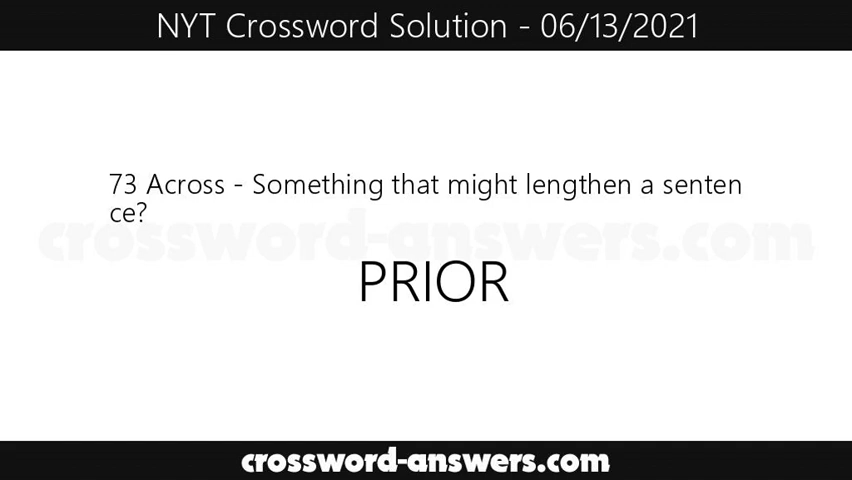 NYT Crossword Solution - 06/13/2021
73 Across - Something that might lengthen a senten
ce?
crossword-answers.com
PRIOR
crossword-answers.com